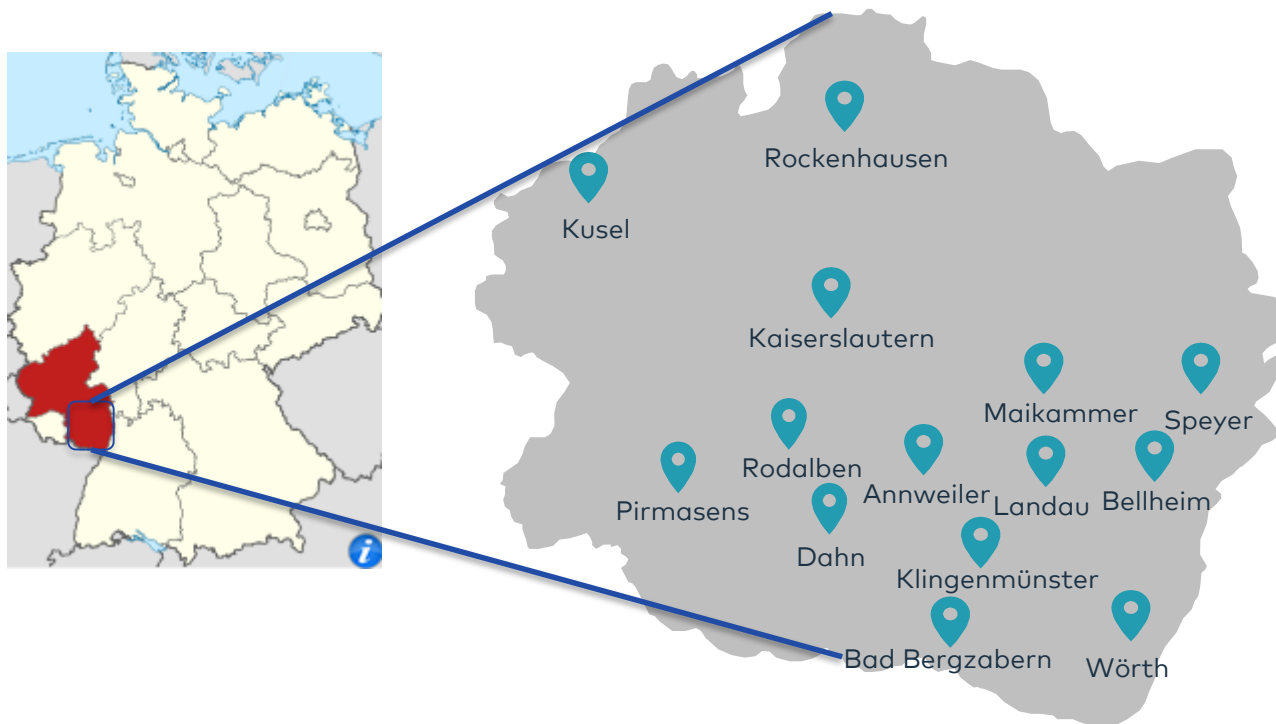 Rockenhausen
Kusel
Kaiserslautern
Maikammer
Speyer
Rodalben
Annweiler
Landau
Bellheim
Pirmasens
Dahn
Klingenmünster
Bad Bergzabern
Wörth
i